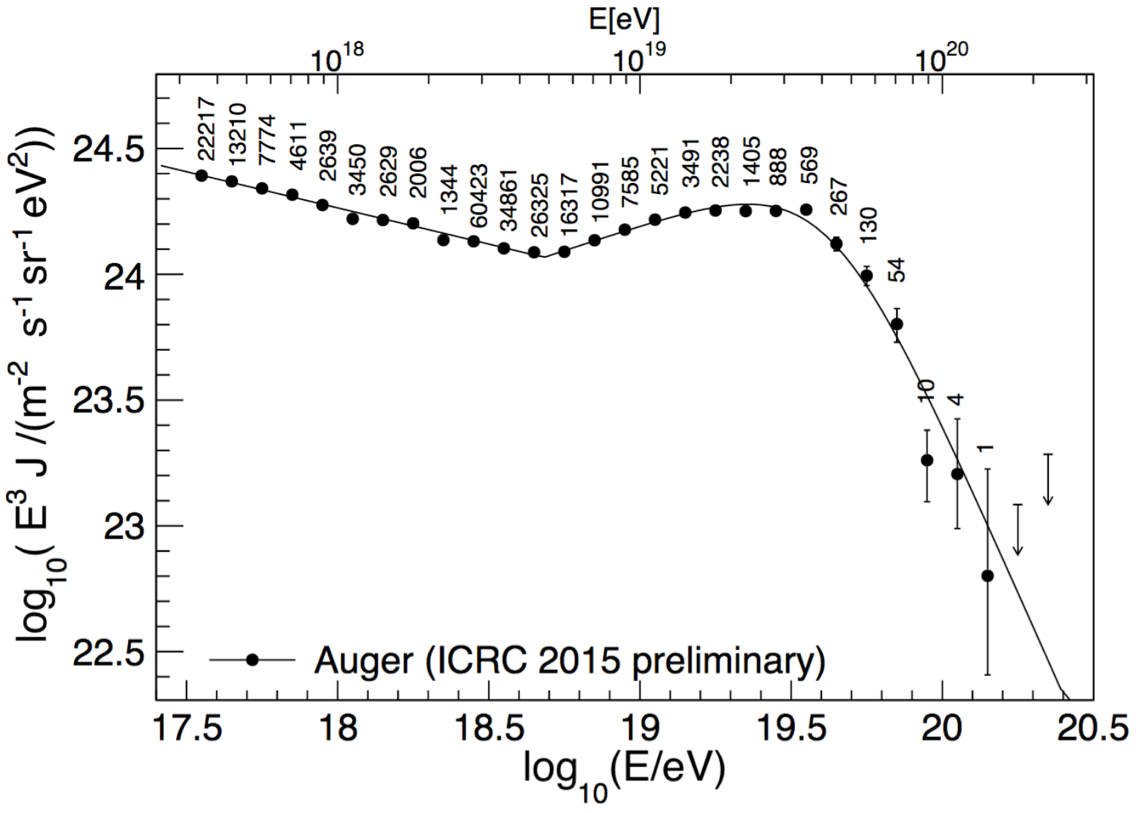 E[eV]
10^18 10^19 10^20
log10( E^3 J /(m^-2 s^-1 sr^-1 eV^2))
24.5
24
23.5
23
22.5
22217 13210 7774 4611 2639 3450 2629 2006 1344 60423 34861 26325 16317 10991 7585 5221 3491 2238 1405 888 569 267 130 54 10 4 1
Auger (ICRC 2015 preliminary)
17.5 18 18.5 19 19.5 20 20.5
log10(E/eV)